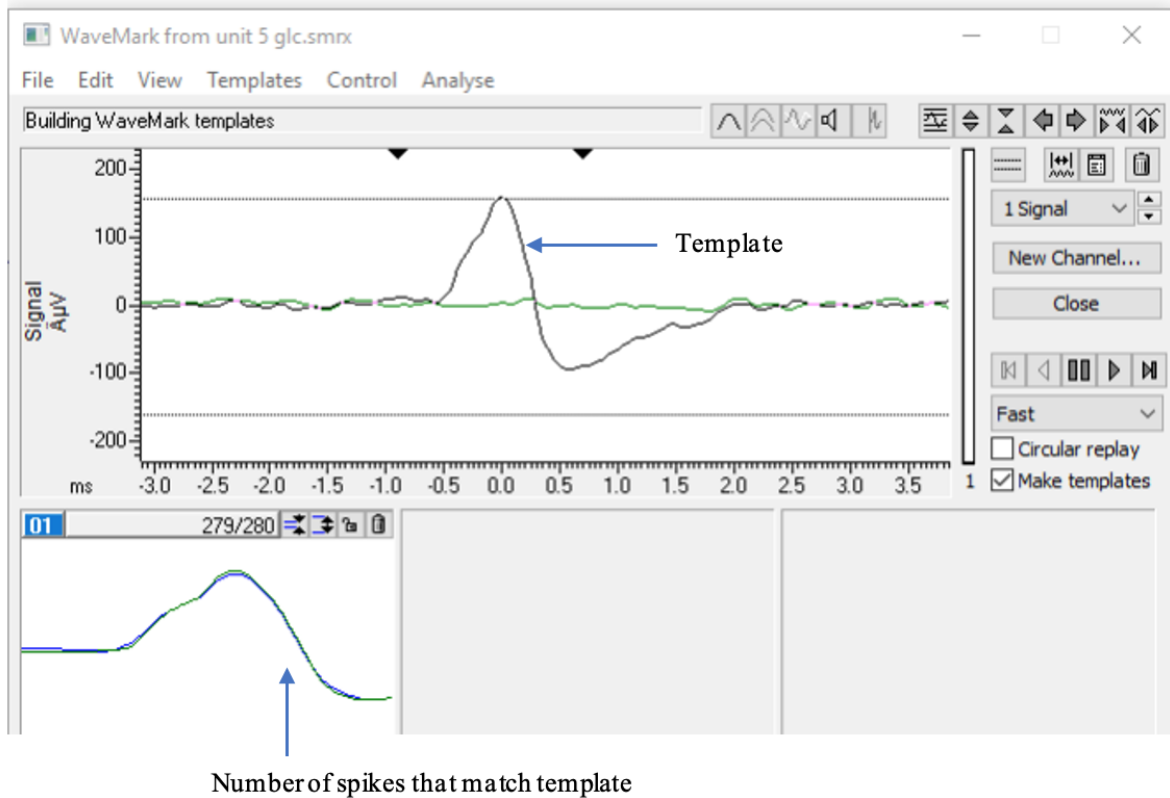 WaveMark from unit 5 glc.smrx
File Edit View Templates Control Analyse
Building WaveMark templates
200
100
0
-100
-200
Signal
ÂµV
Template
1 Signal
New Channel...
Close
Fast
Circular replay
Make templates
ms -3.0 -2.5 -2.0 -1.5 -1.0 -0.5 0.0 0.5 1.0 1.5 2.0 2.5 3.0 3.5 1
01 279/280
Number of spikes that match template